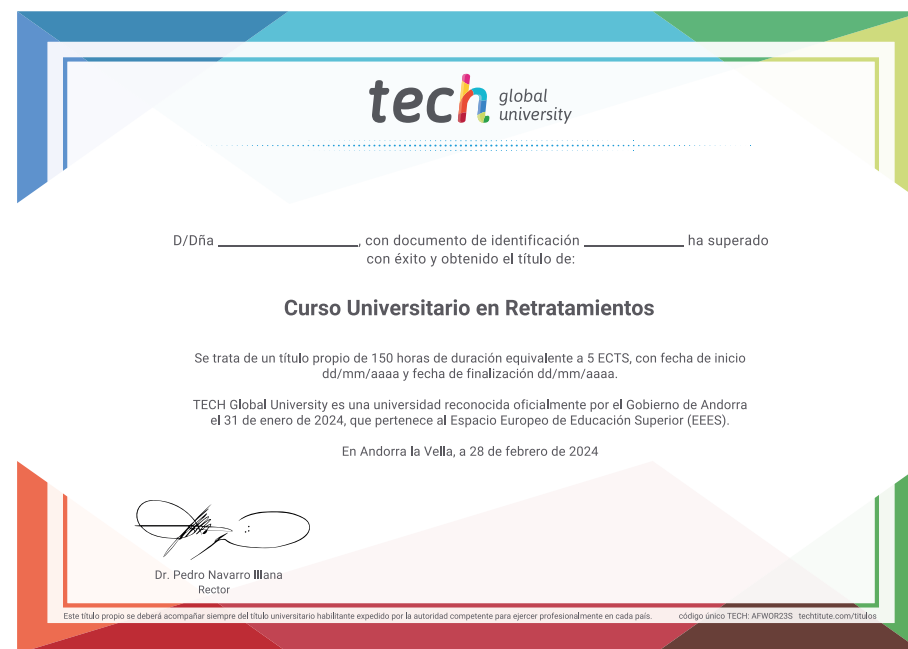 tech global university
D/Dña ____________________, con documento de identificación ______________ ha superado
con éxito y obtenido el título de:
Curso Universitario en Retratamientos
Se trata de un título propio de 150 horas de duración equivalente a 5 ECTS, con fecha de inicio
dd/mm/aaaa y fecha de finalización dd/mm/aaaa.
TECH Global University es una universidad reconocida oficialmente por el Gobierno de Andorra
el 31 de enero de 2024, que pertenece al Espacio Europeo de Educación Superior (EEES).
En Andorra la Vella, a 28 de febrero de 2024
Dr. Pedro Navarro Illana
Rector
Este título propio se deberá acompañar siempre del título universitario habilitante expedido por la autoridad competente para ejercer profesionalmente en cada país. código único TECH: AFWOR23S techtitute.com/titulos